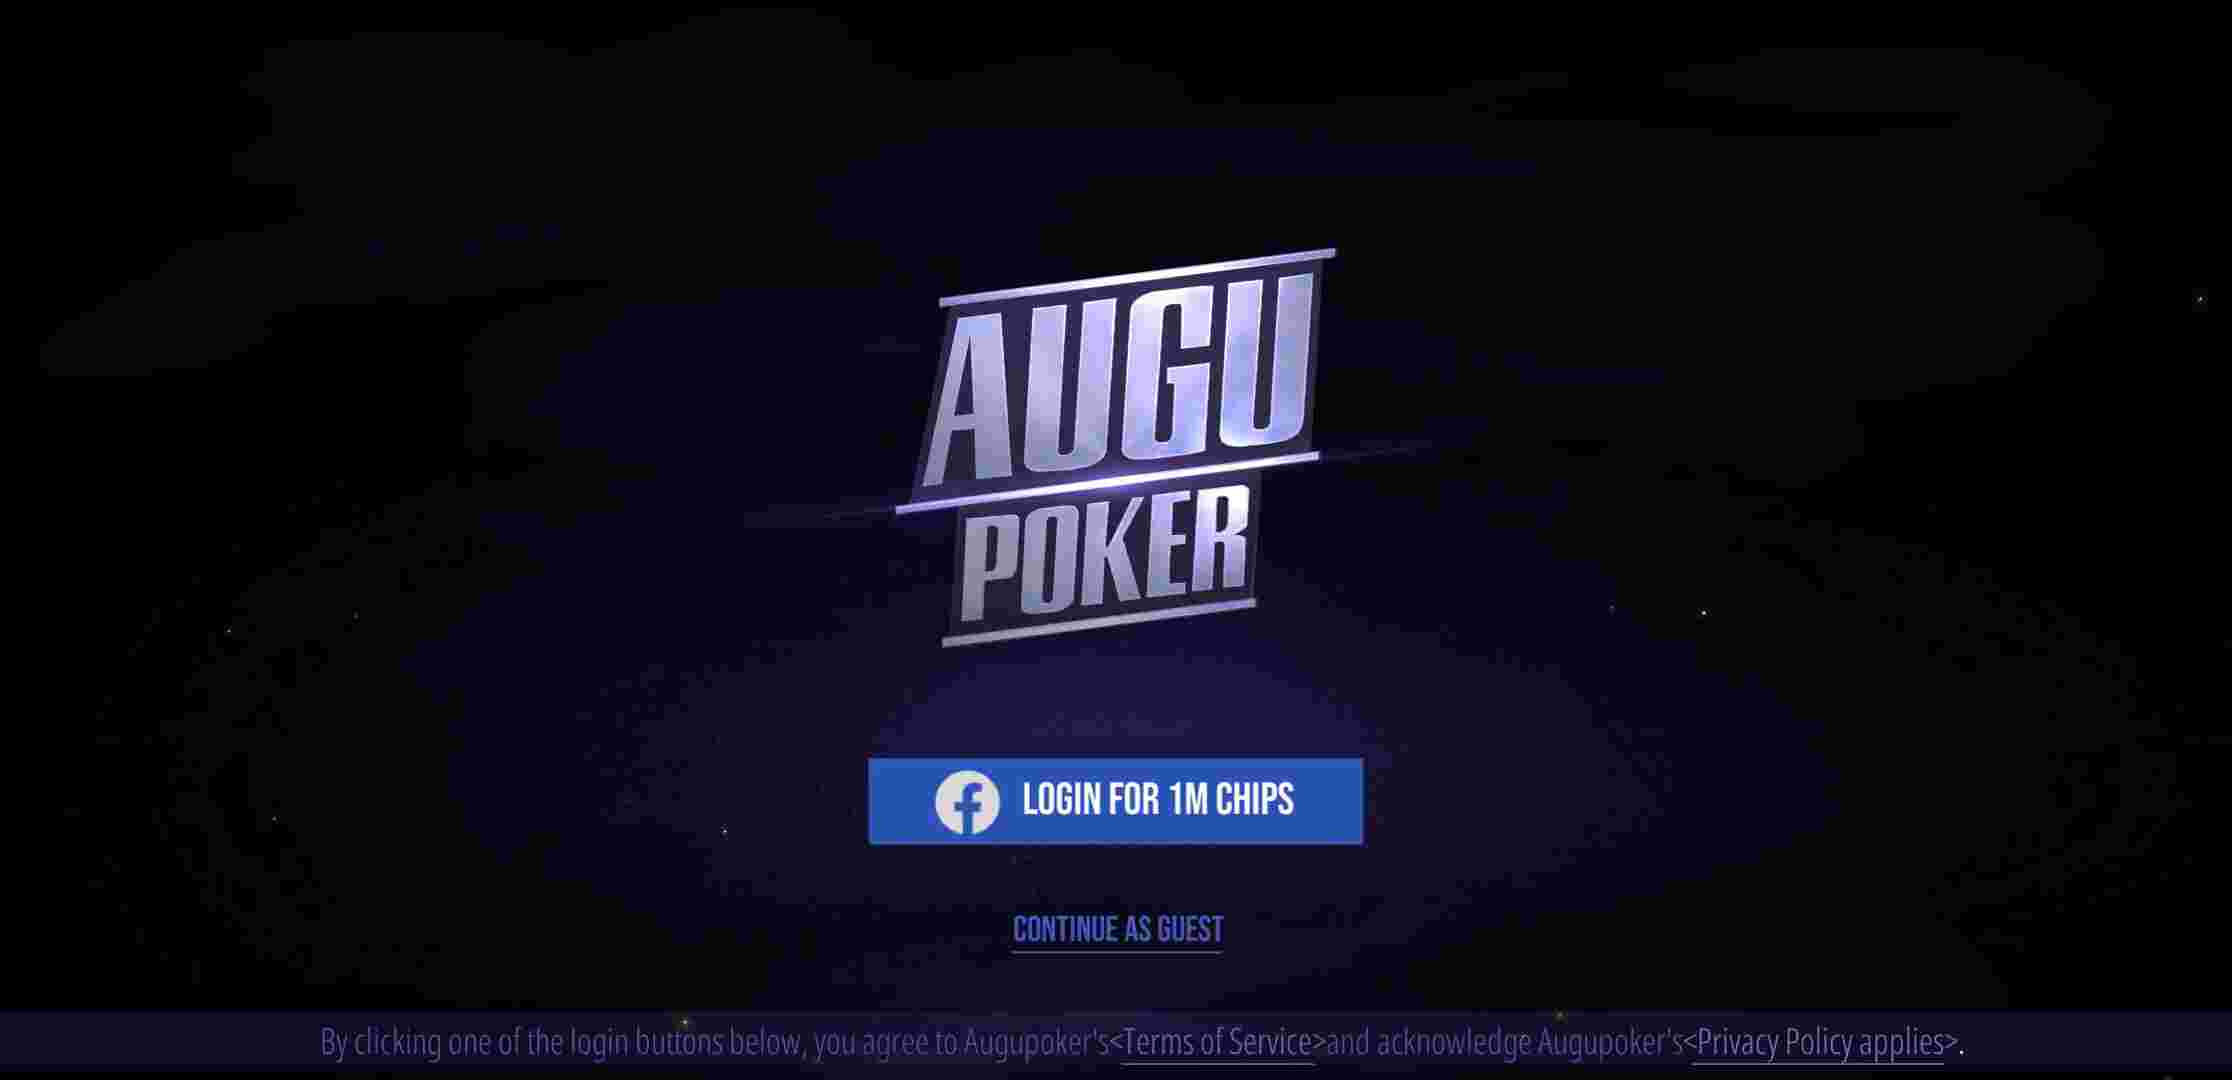 AUGU
POKER
LOGIN FOR 1M CHIPS
CONTINUE AS GUEST
By clicking one of the login buttons below, you agree to Augupoker's<Terms of Service>and acknowledge Augupoker's<Privacy Policy applies>.